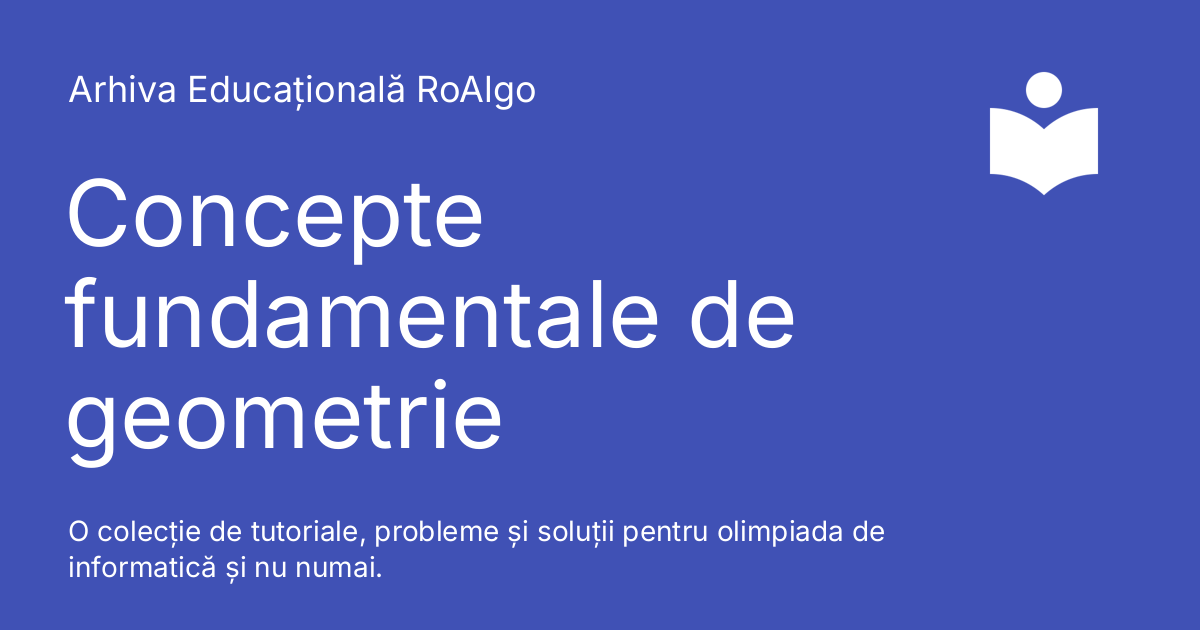 Arhiva Educațională RoAlgo
Concepte
fundamentale de
geometrie
O colecție de tutoriale, probleme și soluții pentru olimpiada de
informatică și nu numai.